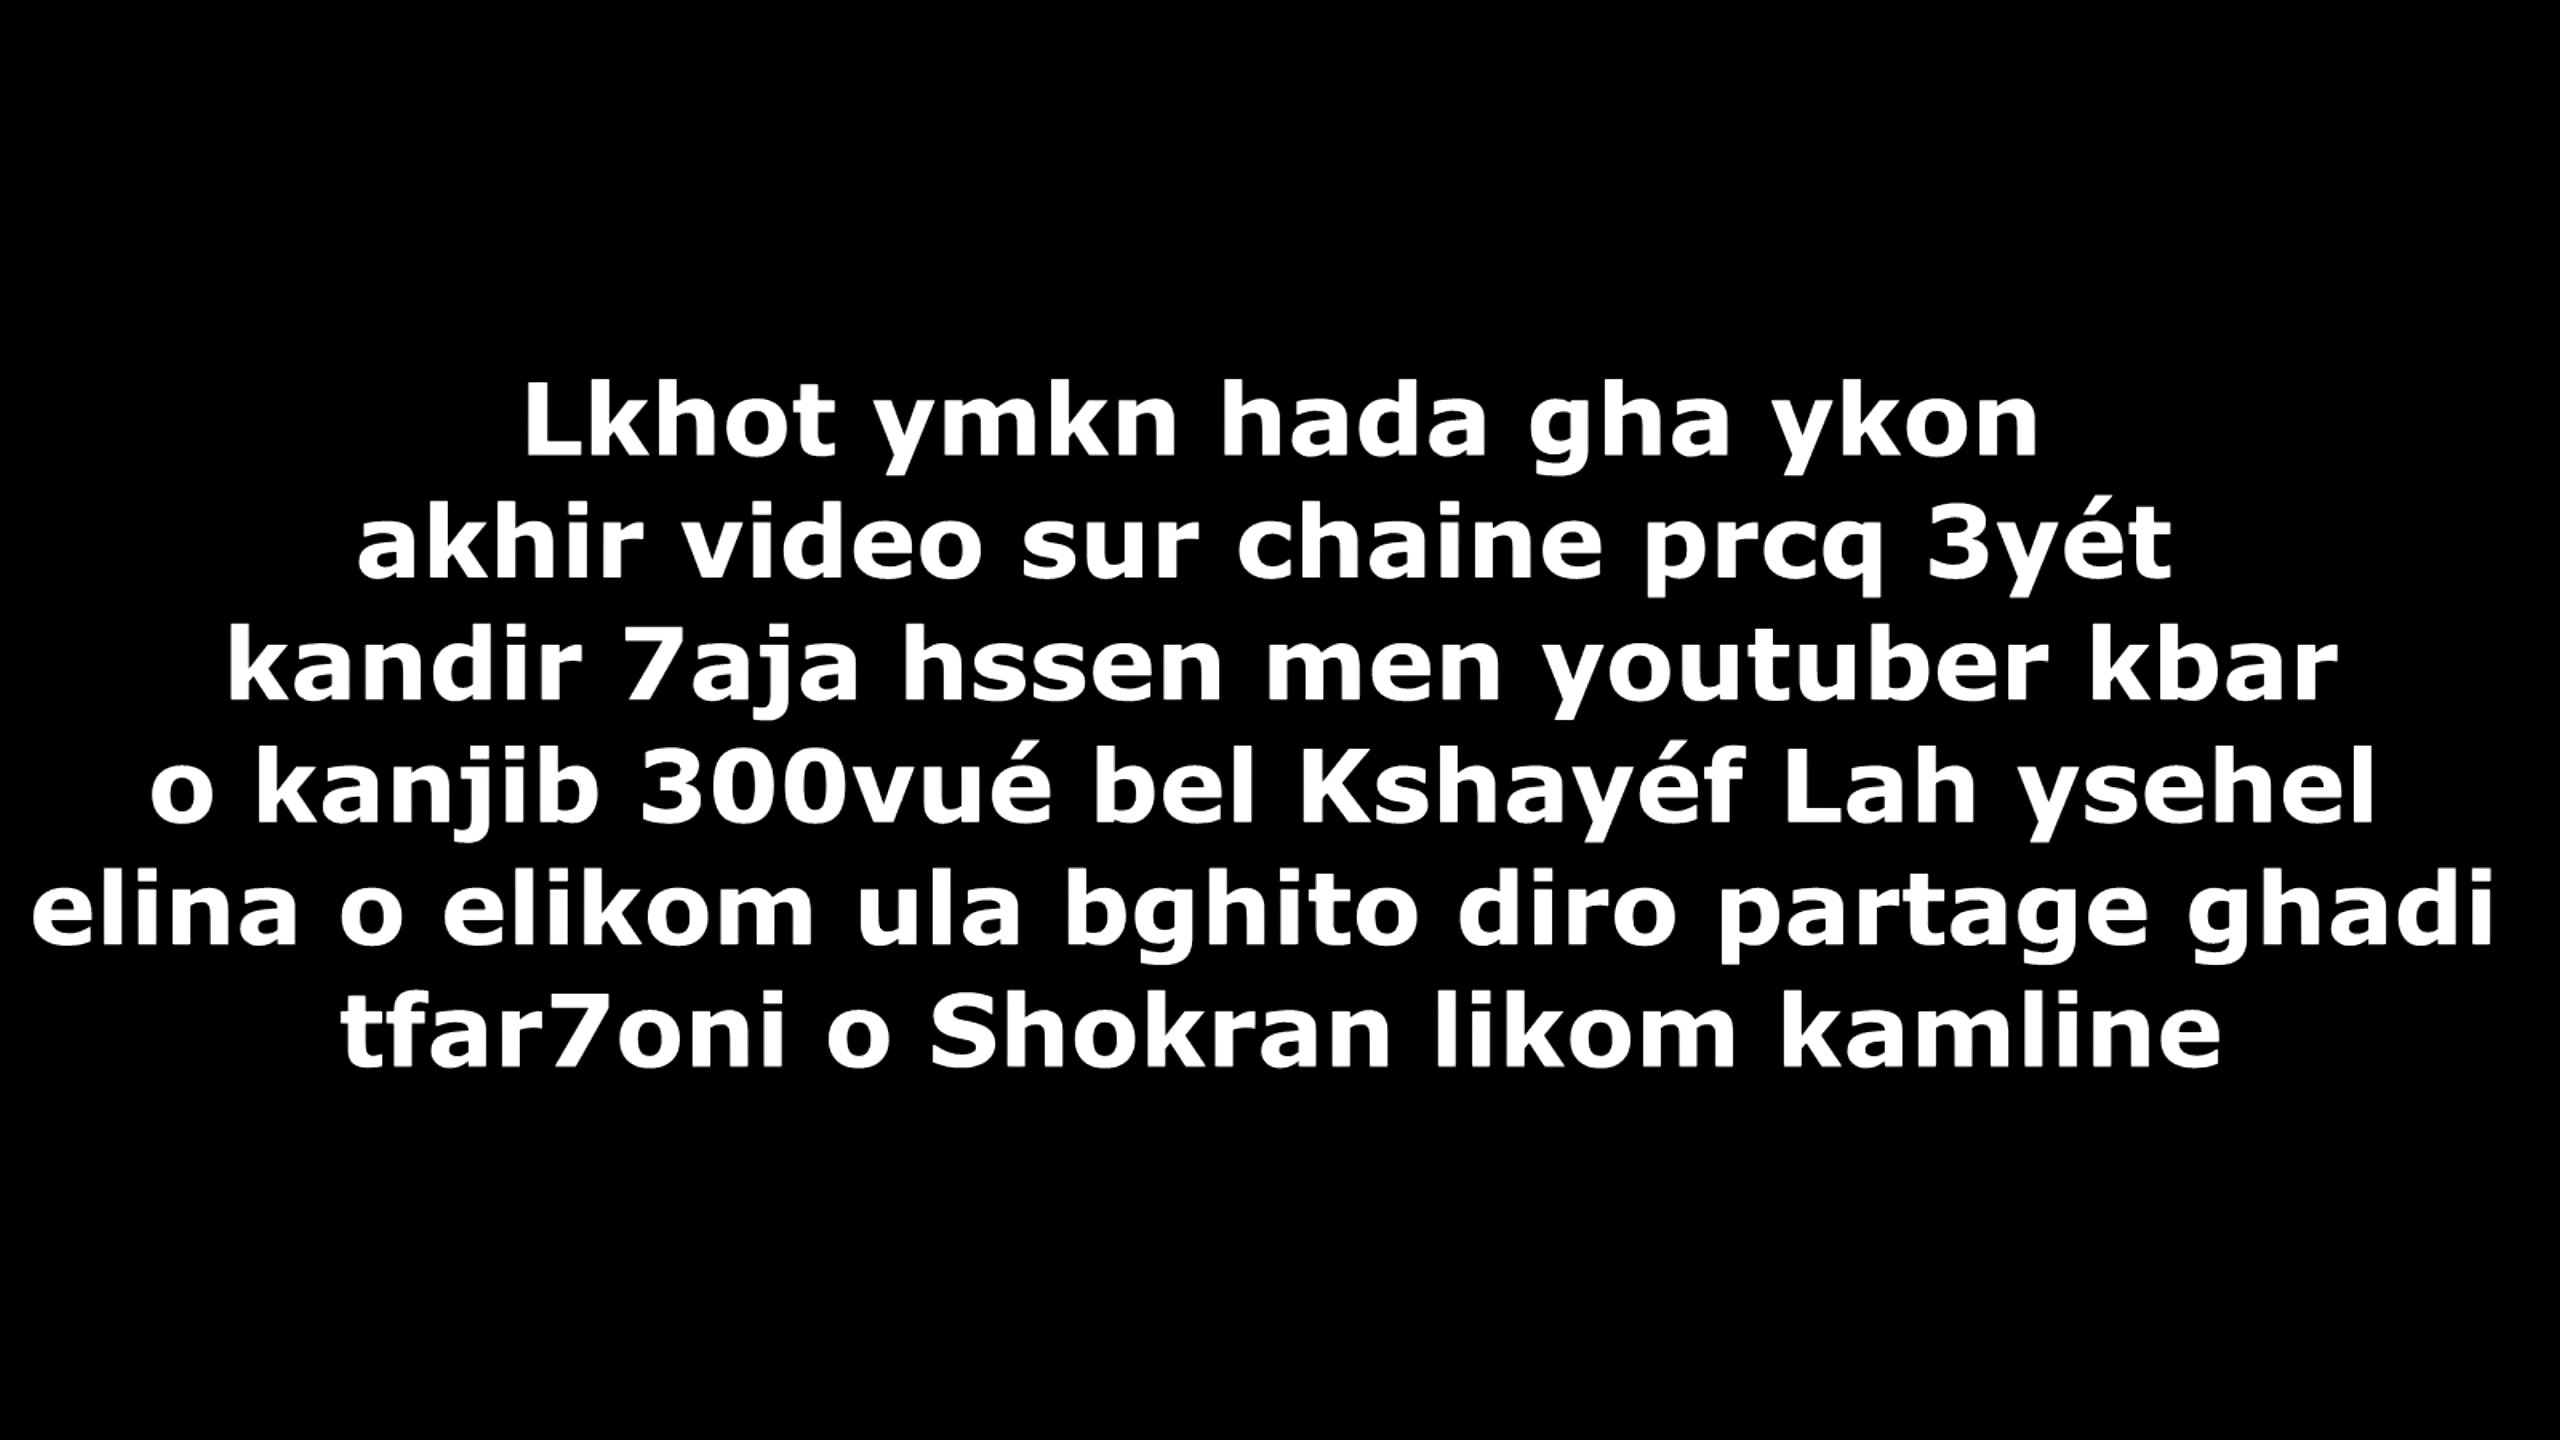 Lkhot ymkn hada gha ykon
akhir video sur chaine prcq 3yét
kandir 7aja hssen men youtuber kbar
o kanjib 300vué bel Kshayéf Lah ysehel
elina o elikom ula bghito diro partage ghadi
tfar7oni o Shokran likom kamline